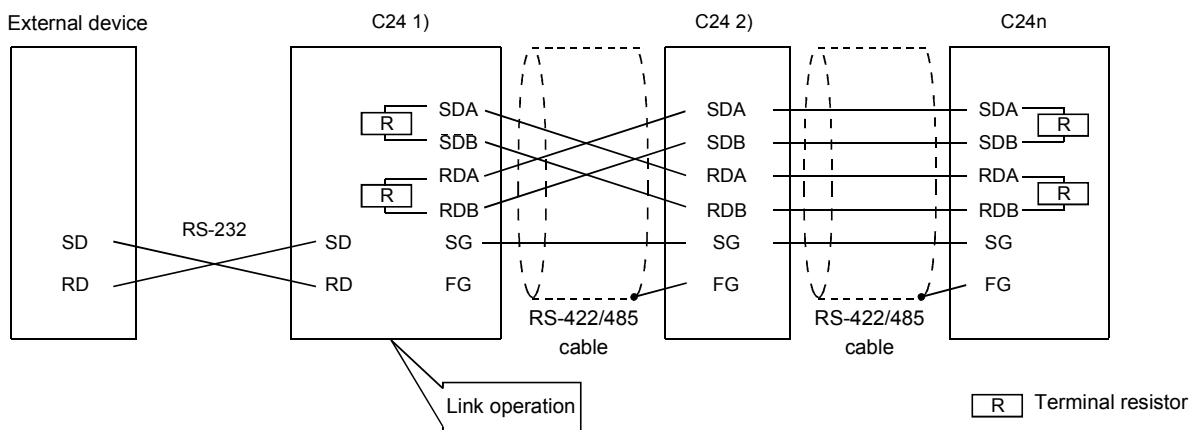 External device
C24 1)
C24 2)
C24n
SDA
SDA
SDA
R
R
SDB
SDB
SDB
RDA
RDA
RDA
R
R
RDB
RDB
RDB
RS-232
SD
SD
SG
SG
SG
RD
RD
FG
FG
FG
RS-422/485
cable
RS-422/485
cable
Link operation
R Terminal resistor